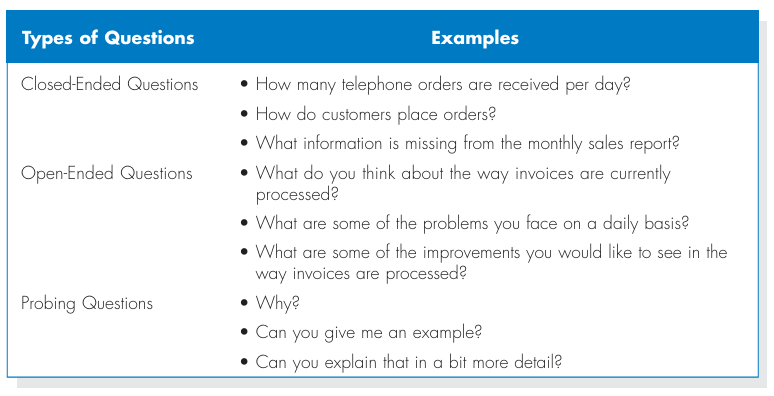 Types of Questions Examples
Closed-Ended Questions • How many telephone orders are received per day?
• How do customers place orders?
• What information is missing from the monthly sales report?
Open-Ended Questions • What do you think about the way invoices are currently
processed?
• What are some of the problems you face on a daily basis?
• What are some of the improvements you would like to see in the
way invoices are processed?
Probing Questions • Why?
• Can you give me an example?
• Can you explain that in a bit more detail?